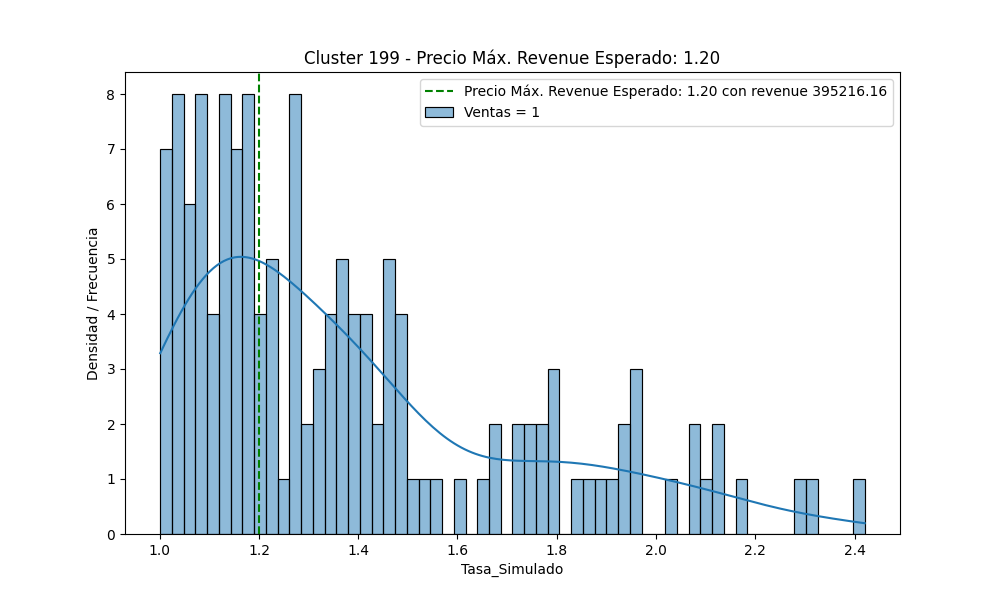 Cluster 199 - Precio Máx. Revenue Esperado: 1.20
Precio Máx. Revenue Esperado: 1.20 con revenue 395216.16
Ventas = 1
Densidad / Frecuencia
8
7
6
5
4
3
2
1
0
1.0 1.2 1.4 1.6 1.8 2.0 2.2 2.4
Tasa_Simulado